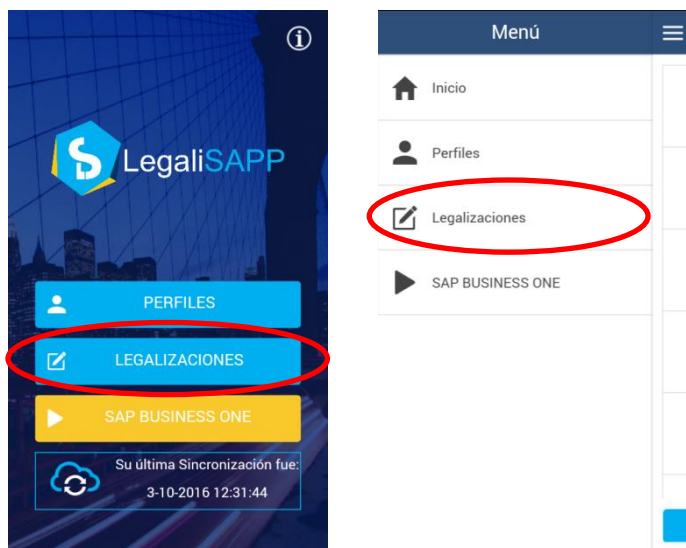 LegaliSAPP
PERFILES
LEGALIZACIONES
SAP BUSINESS ONE
Su última Sincronización fue:
3-10-2016 12:31:44
Menú
Inicio
Perfiles
Legalizaciones
SAP BUSINESS ONE